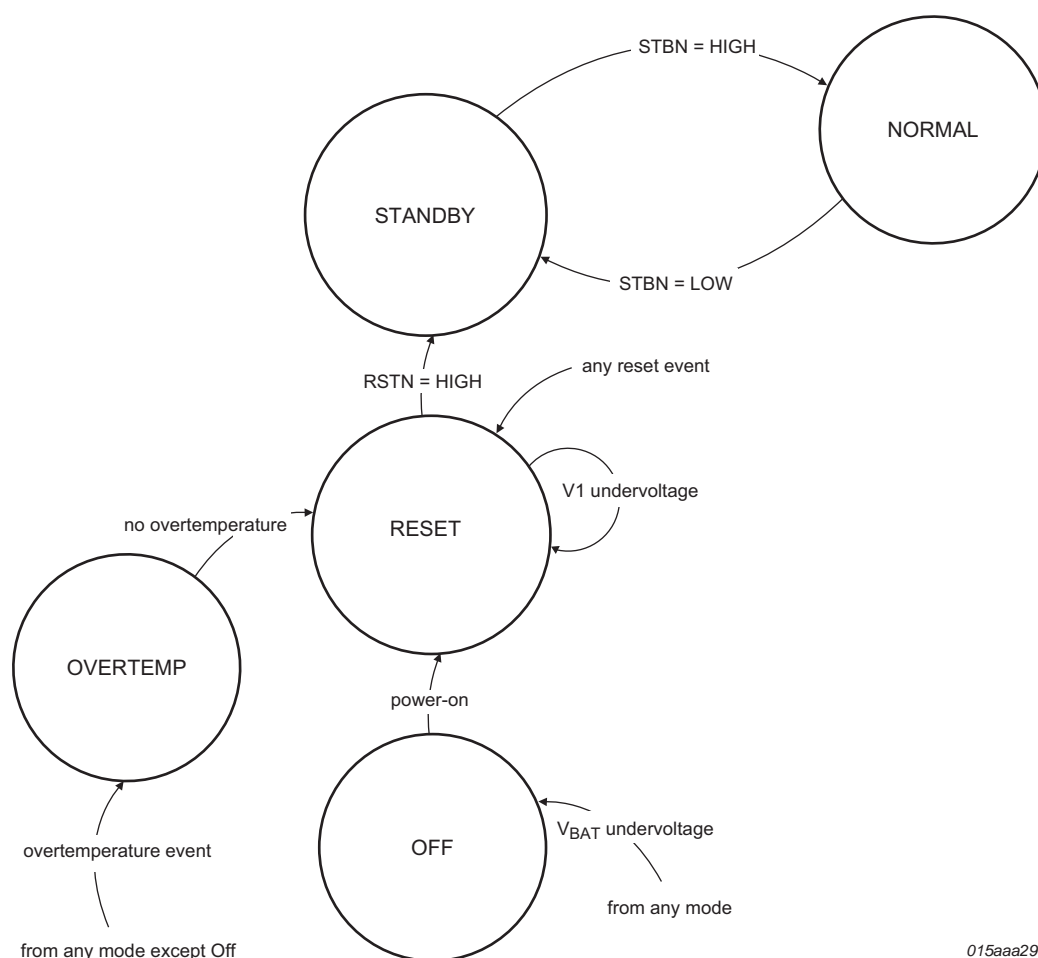 STBN = HIGH
NORMAL
STANDBY
STBN = LOW
any reset event
RSTN = HIGH
V1 undervoltage
no overtemperature
RESET
OVERTEMP
power-on
VBAT undervoltage
overtemperature event
OFF
from any mode
from any mode except Off
015aaa29